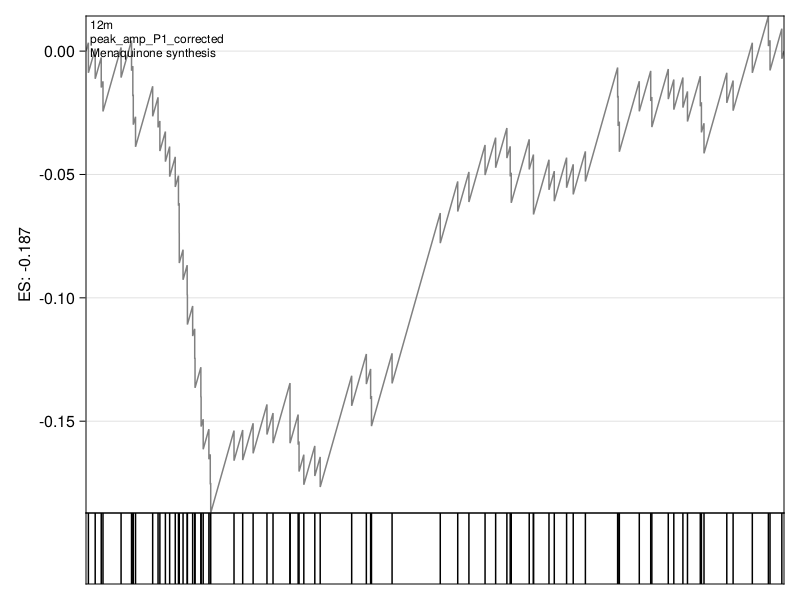 12m
peak_amp_P1_corrected
Menaquinone synthesis
0.00
-0.05
-0.10
-0.15
ES: -0.187